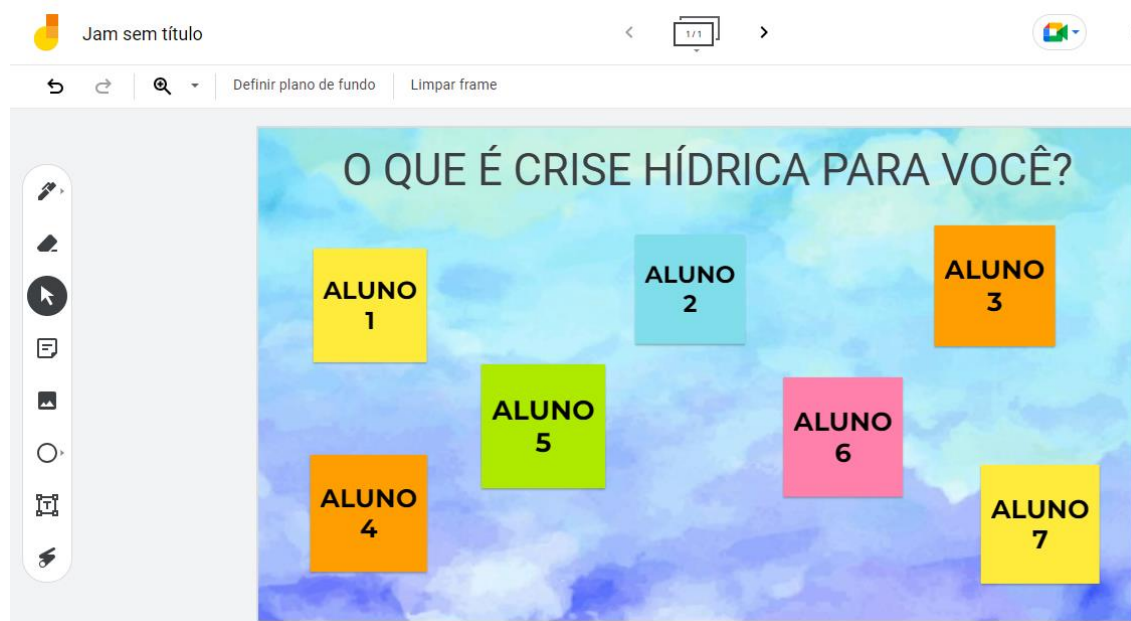 Jam sem título
1/1
Definir plano de fundo
Limpar frame
O QUE É CRISE HÍDRICA PARA VOCÊ?
ALUNO
1
ALUNO
2
ALUNO
3
ALUNO
4
ALUNO
5
ALUNO
6
ALUNO
7